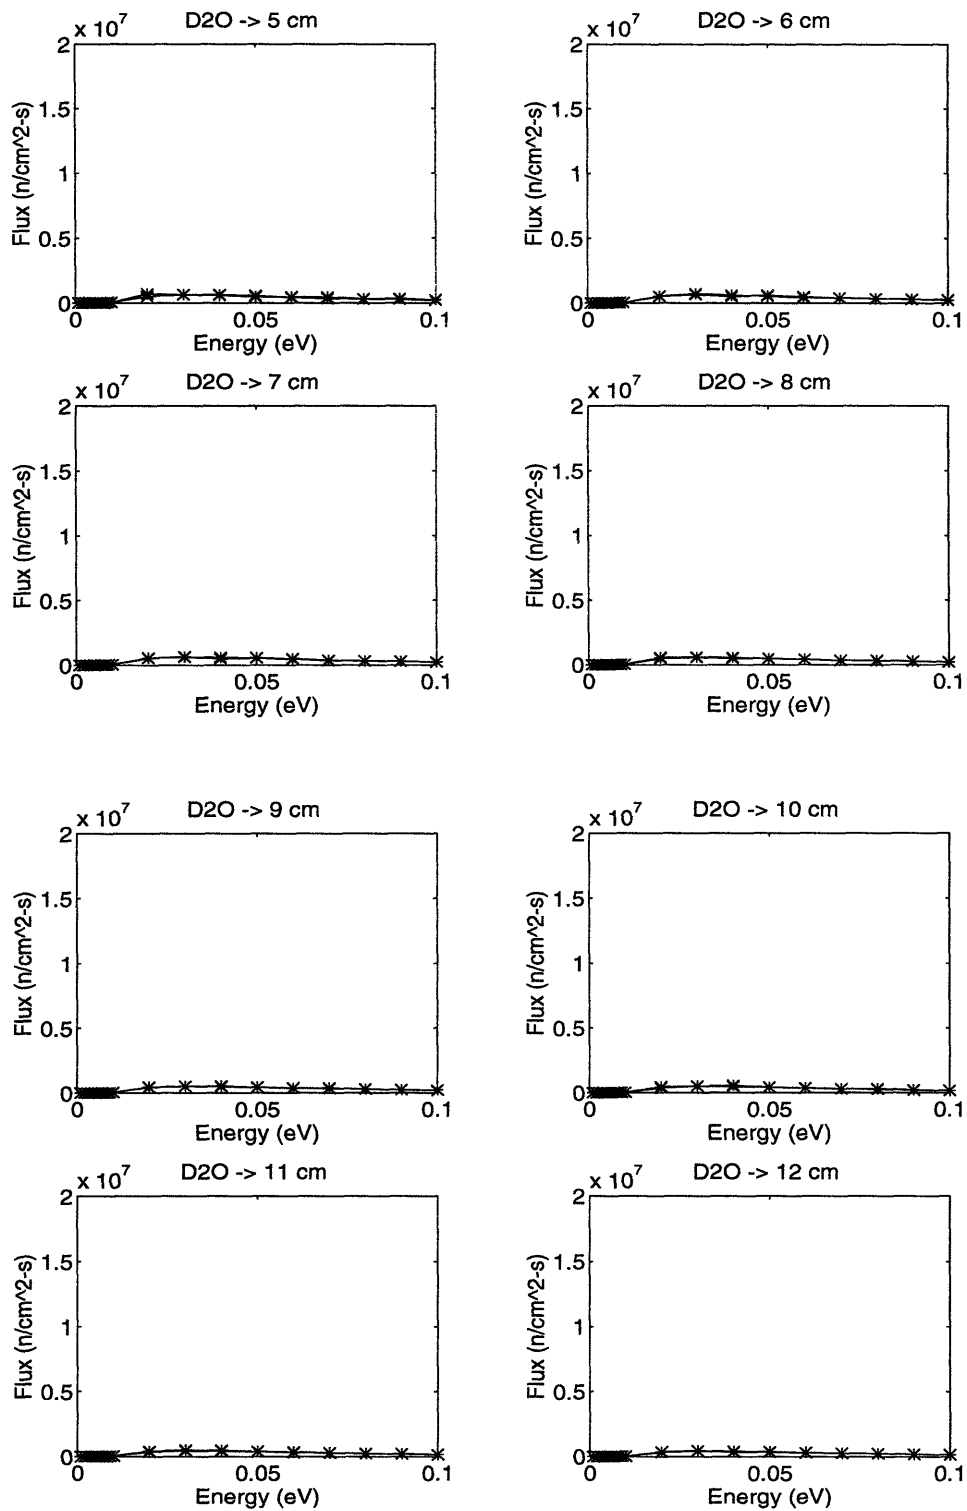 D2O -> 5 cm
x 10^7
2
1.5
1
0.5
0
Flux (n/cm^2-s)
0 0.05 0.1
Energy (eV)
D2O -> 6 cm
x 10^7
2
1.5
1
0.5
0
Flux (n/cm^2-s)
0 0.05 0.1
Energy (eV)
D2O -> 7 cm
x 10^7
2
1.5
1
0.5
0
Flux (n/cm^2-s)
0 0.05 0.1
Energy (eV)
D2O -> 8 cm
x 10^7
2
1.5
1
0.5
0
Flux (n/cm^2-s)
0 0.05 0.1
Energy (eV)
D2O -> 9 cm
x 10^7
2
1.5
1
0.5
0
Flux (n/cm^2-s)
0 0.05 0.1
Energy (eV)
D2O -> 10 cm
x 10^7
2
1.5
1
0.5
0
Flux (n/cm^2-s)
0 0.05 0.1
Energy (eV)
D2O -> 11 cm
x 10^7
2
1.5
1
0.5
0
Flux (n/cm^2-s)
0 0.05 0.1
Energy (eV)
D2O -> 12 cm
x 10^7
2
1.5
1
0.5
0
Flux (n/cm^2-s)
0 0.05 0.1
Energy (eV)